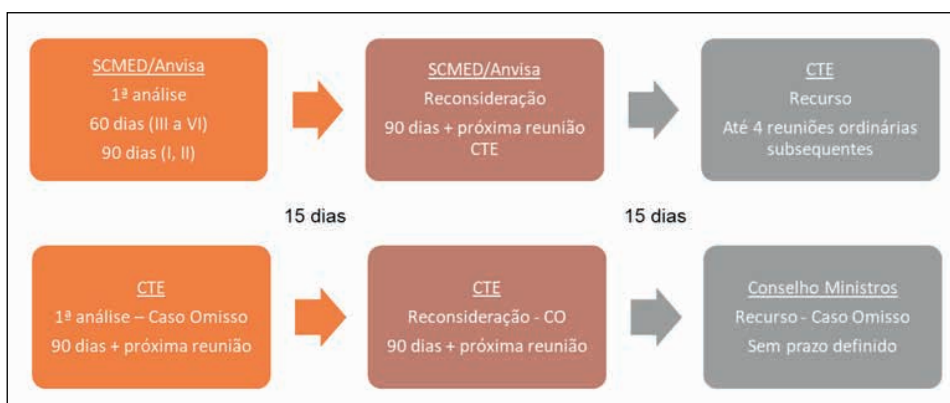 SCMED/Anvisa
1ª análise
60 dias (III a VI)
90 dias (I, II)
SCMED/Anvisa
Reconsideração
90 dias + próxima reunião
CTE
CTE
Recurso
Até 4 reuniões ordinárias
subsequentes
15 dias
15 dias
CTE
1ª análise – Caso Omisso
90 dias + próxima reunião
CTE
Reconsideração - CO
90 dias + próxima reunião
Conselho Ministros
Recurso - Caso Omisso
Sem prazo definido